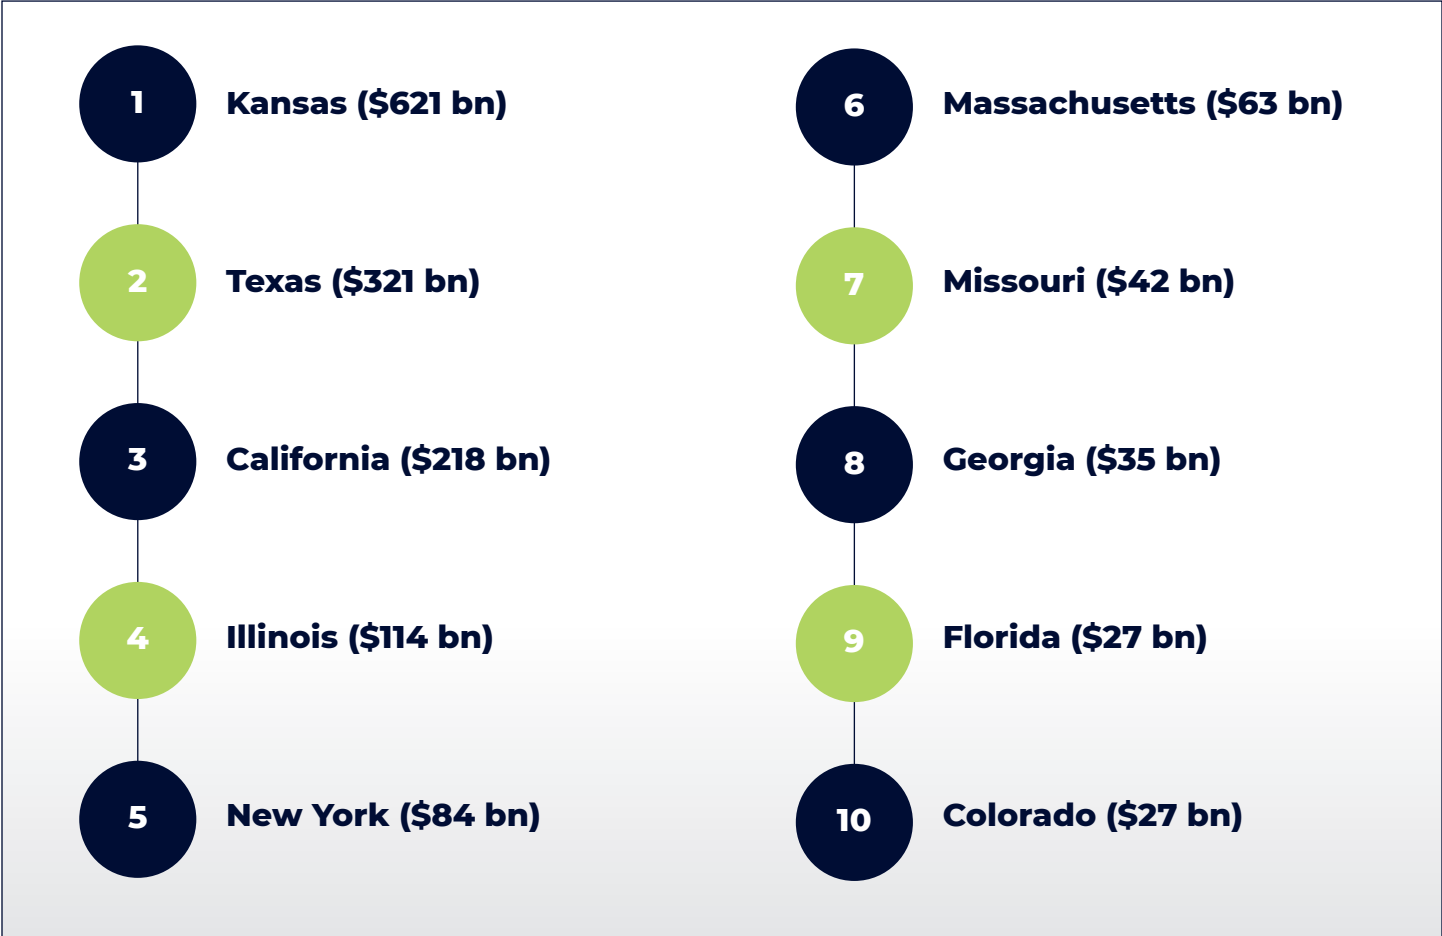 1
Kansas ($621 bn)
2
Texas ($321 bn)
3
California ($218 bn)
4
Illinois ($114 bn)
5
New York ($84 bn)
6
Massachusetts ($63 bn)
7
Missouri ($42 bn)
8
Georgia ($35 bn)
9
Florida ($27 bn)
10
Colorado ($27 bn)